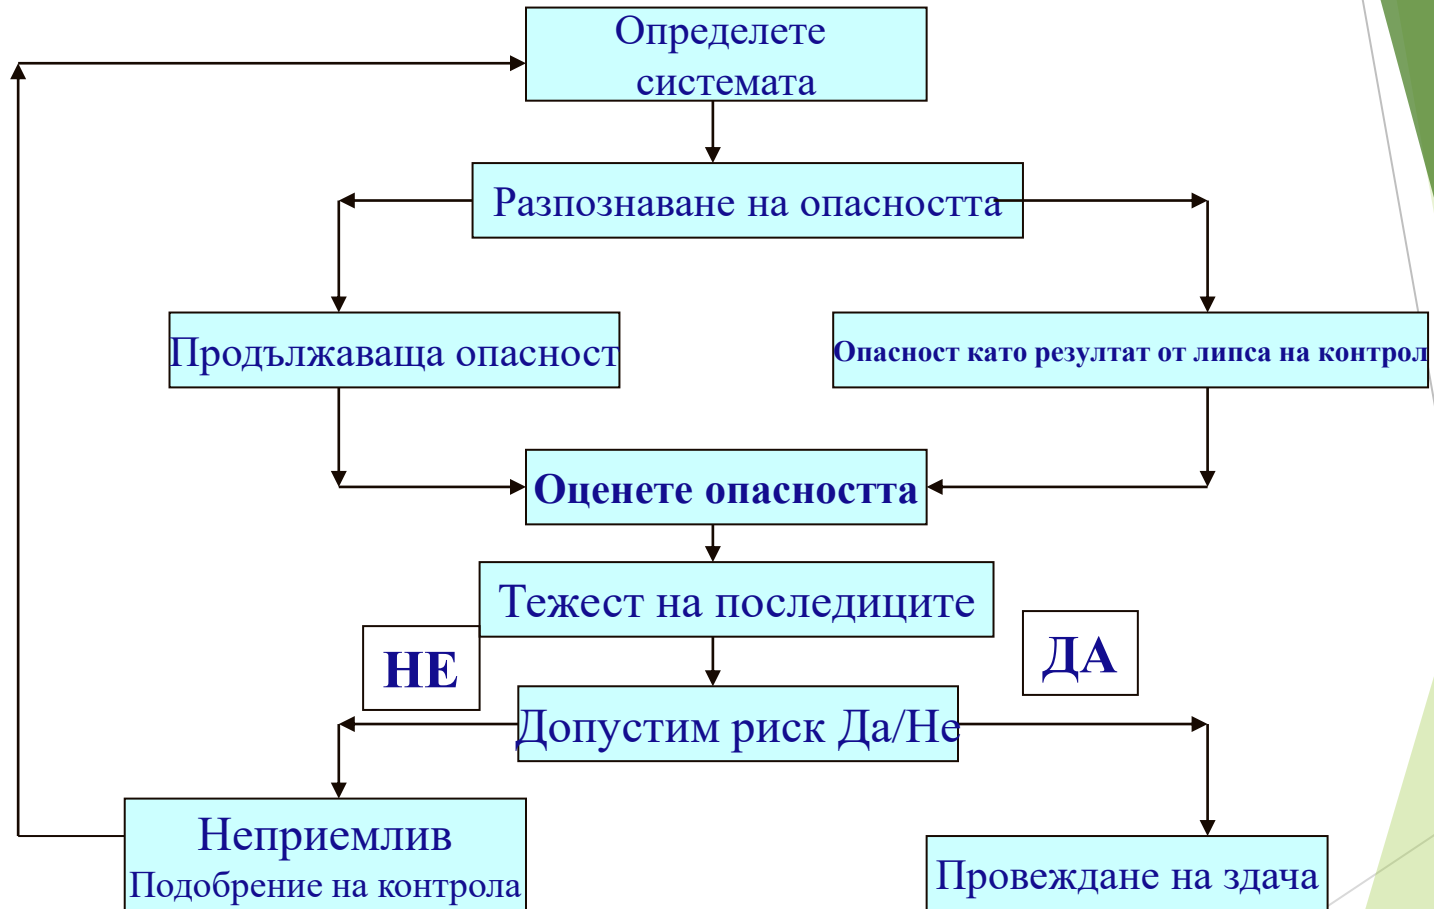 Определете
системата
Разпознаване на опасността
Продължаваща опасност
Опасност като резултат от липса на контрол
Оценете опасността
Тежест на последиците
НЕ
ДА
Допустим риск Да/Не
Неприемлив
Подобрение на контрола
Провеждане на здача